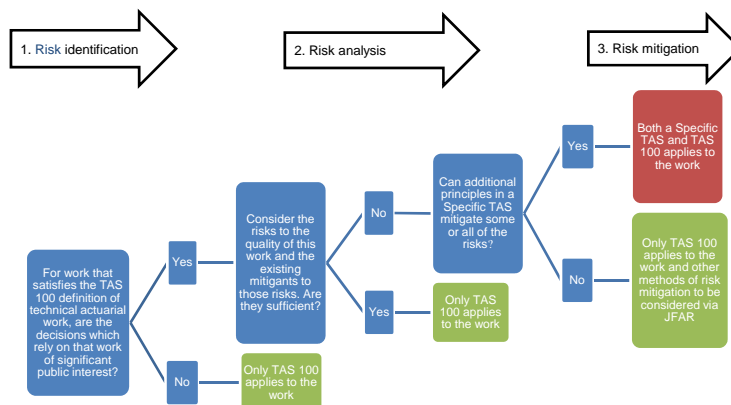 1. Risk identification
2. Risk analysis
3. Risk mitigation
For work that
satisfies the TAS
100 definition of
technical actuarial
work, are the
decisions which
rely on that work
of significant
public interest?
Yes
No
Only TAS 100
applies to the
work
Consider the
risks to the
quality of this
work and the
existing
mitigants to
those risks. Are
they sufficient?
No
Yes
Only TAS
100 applies
to the work
Can additional
principles in a
Specific TAS
mitigate some
or all of the
risks?
Yes
No
Both a Specific
TAS and TAS
100 applies to
the work
Only TAS 100
applies to the
work and other
methods of risk
mitigation to be
considered via
JFAR